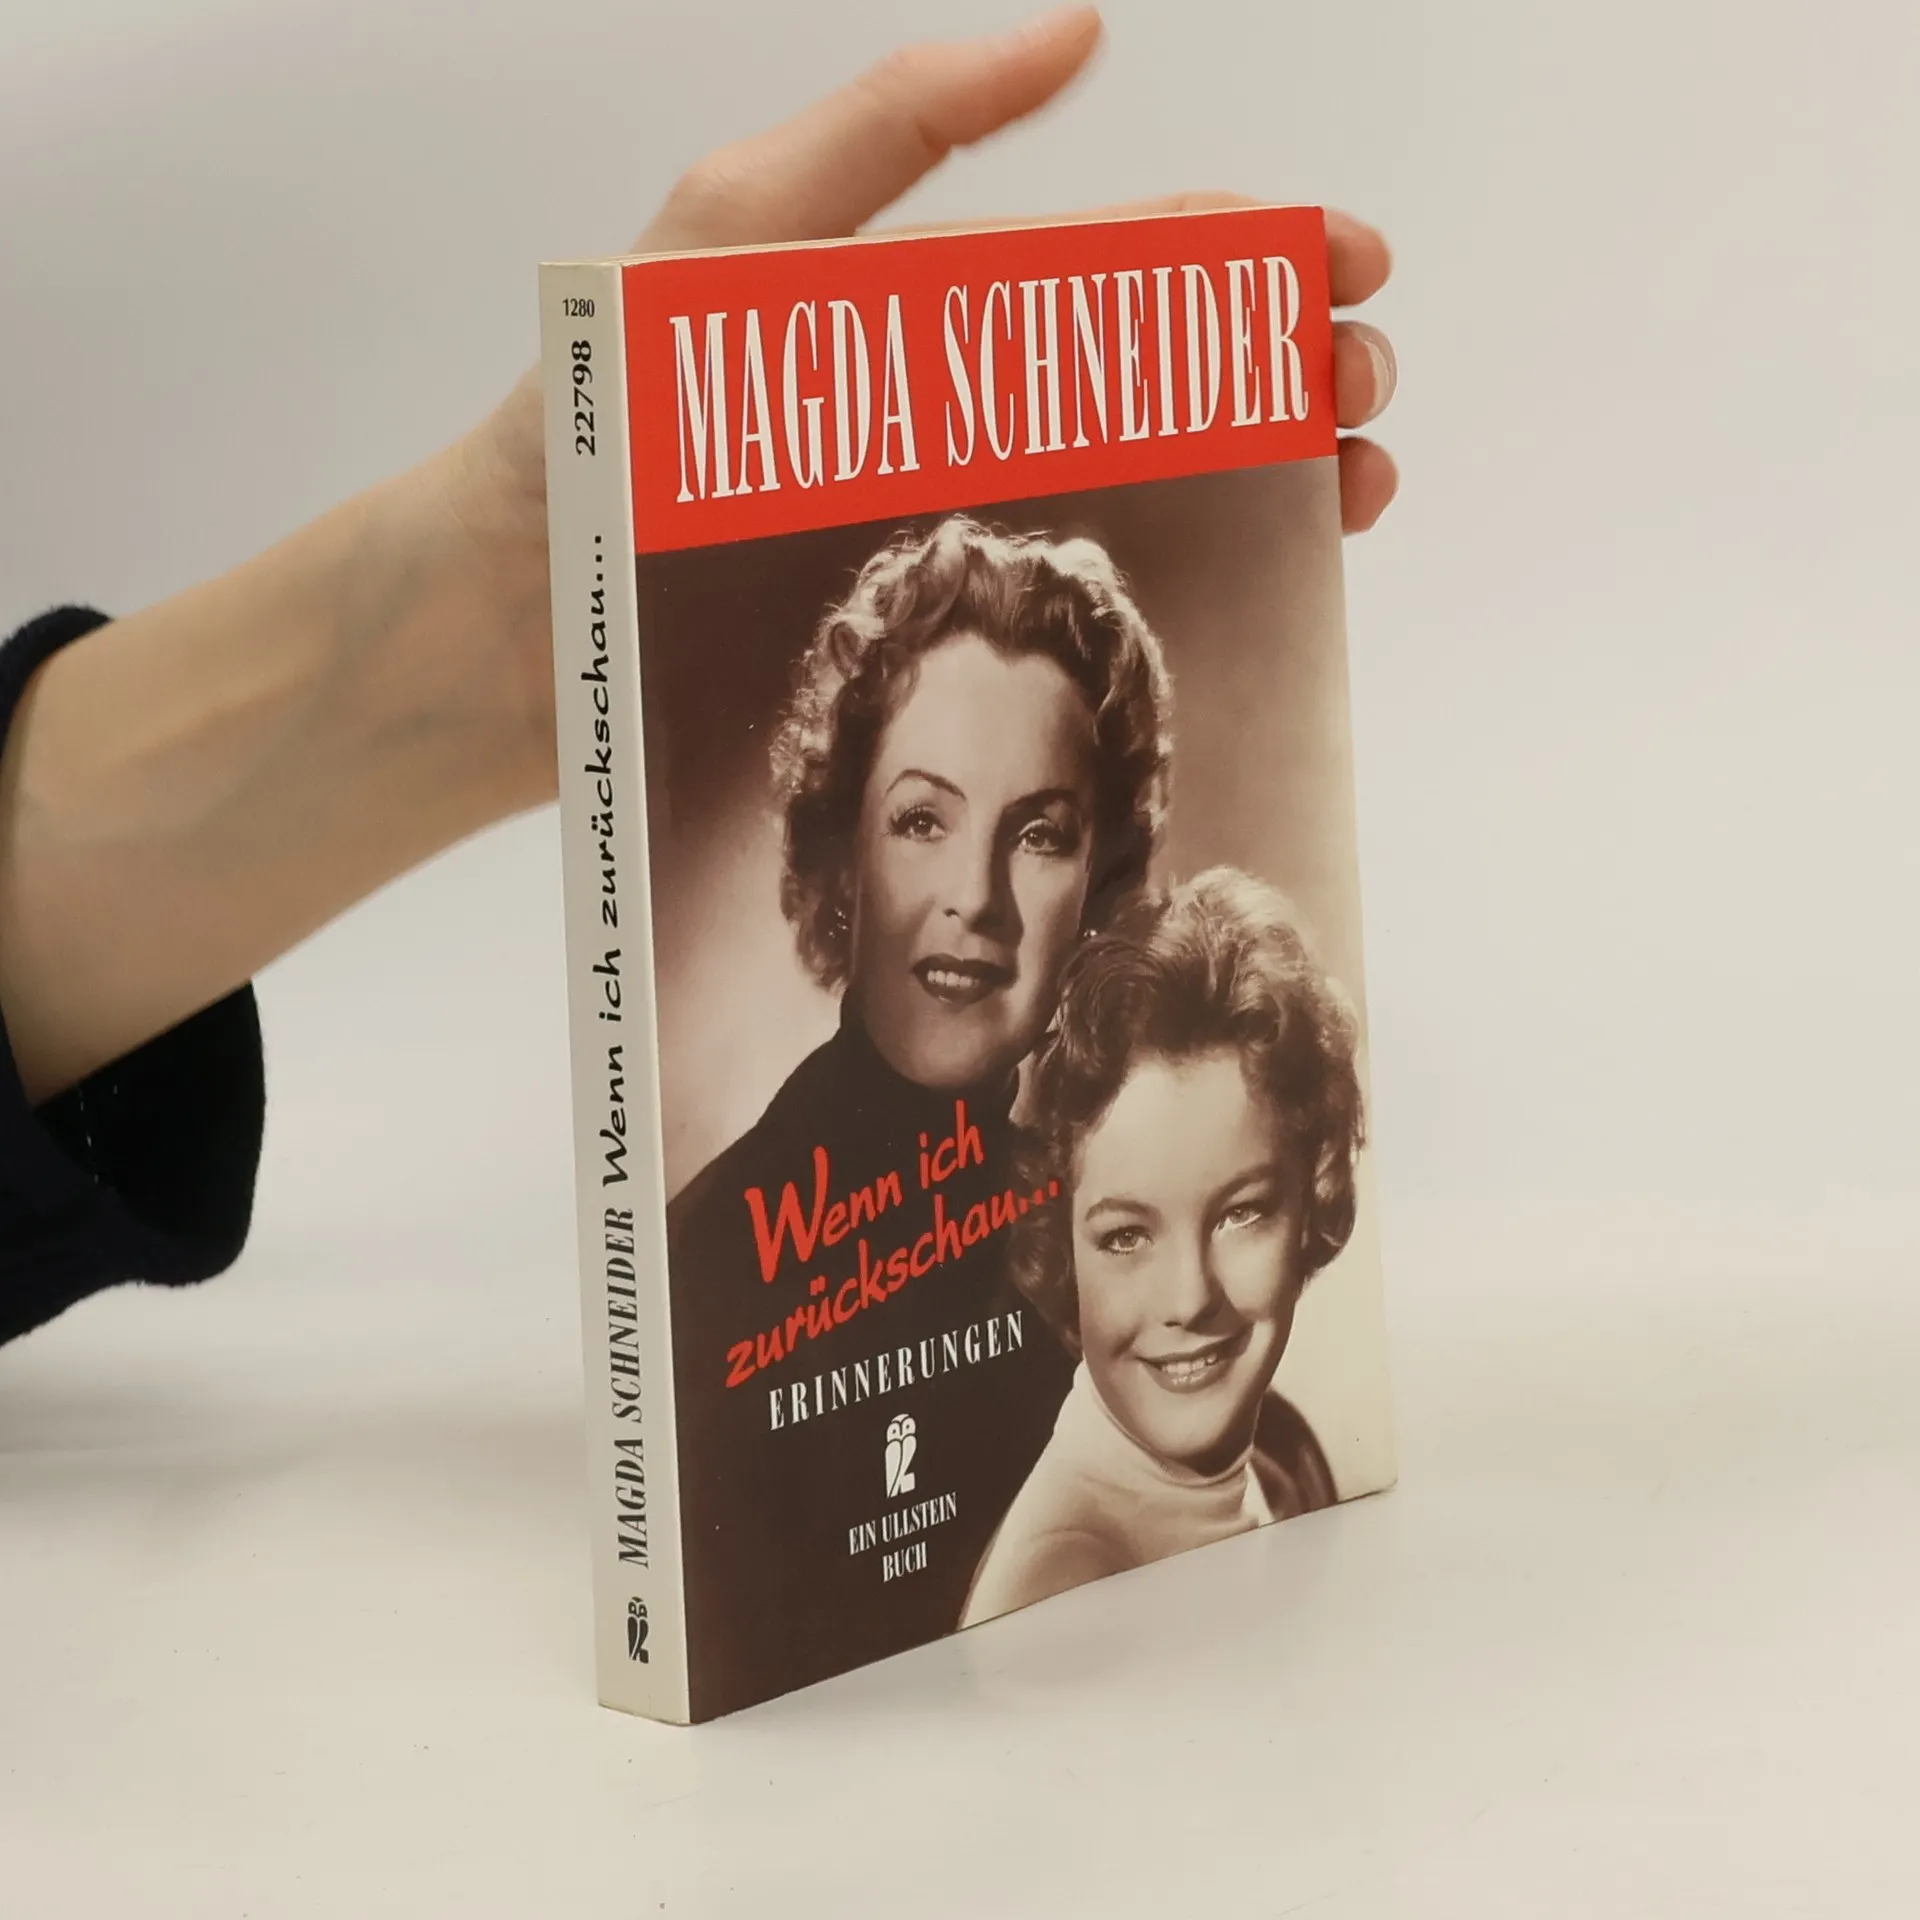 1280
22798
MAGDA SCHNEIDER Wenn ich zurückschau...
MAGDA SCHNEIDER
Wenn ich
zurückschau...
ERINNERUNGEN
EIN ULLSTEIN
BUCH